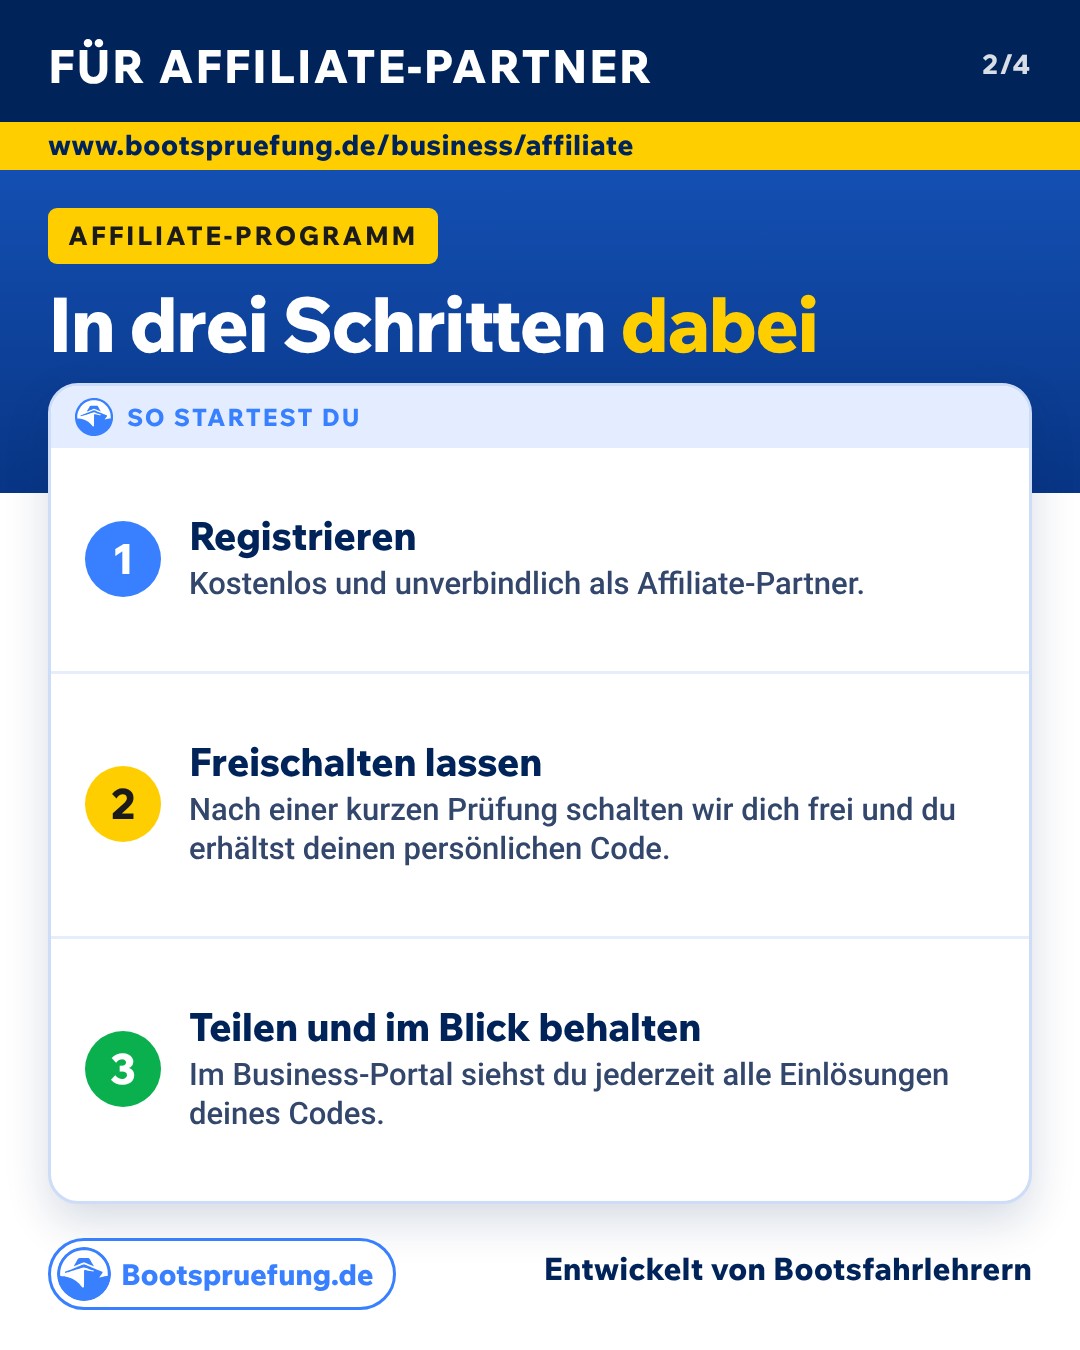 FÜR AFFILIATE-PARTNER
2/4
www.bootspruefung.de/business/affiliate
AFFILIATE-PROGRAMM
In drei Schritten dabei
SO STARTEST DU
1
Registrieren
Kostenlos und unverbindlich als Affiliate-Partner.
2
Freischalten lassen
Nach einer kurzen Prüfung schalten wir dich frei und du
erhältst deinen persönlichen Code.
3
Teilen und im Blick behalten
Im Business-Portal siehst du jederzeit alle Einlösungen
deines Codes.
Bootspruefung.de
Entwickelt von Bootsfahrlehrern